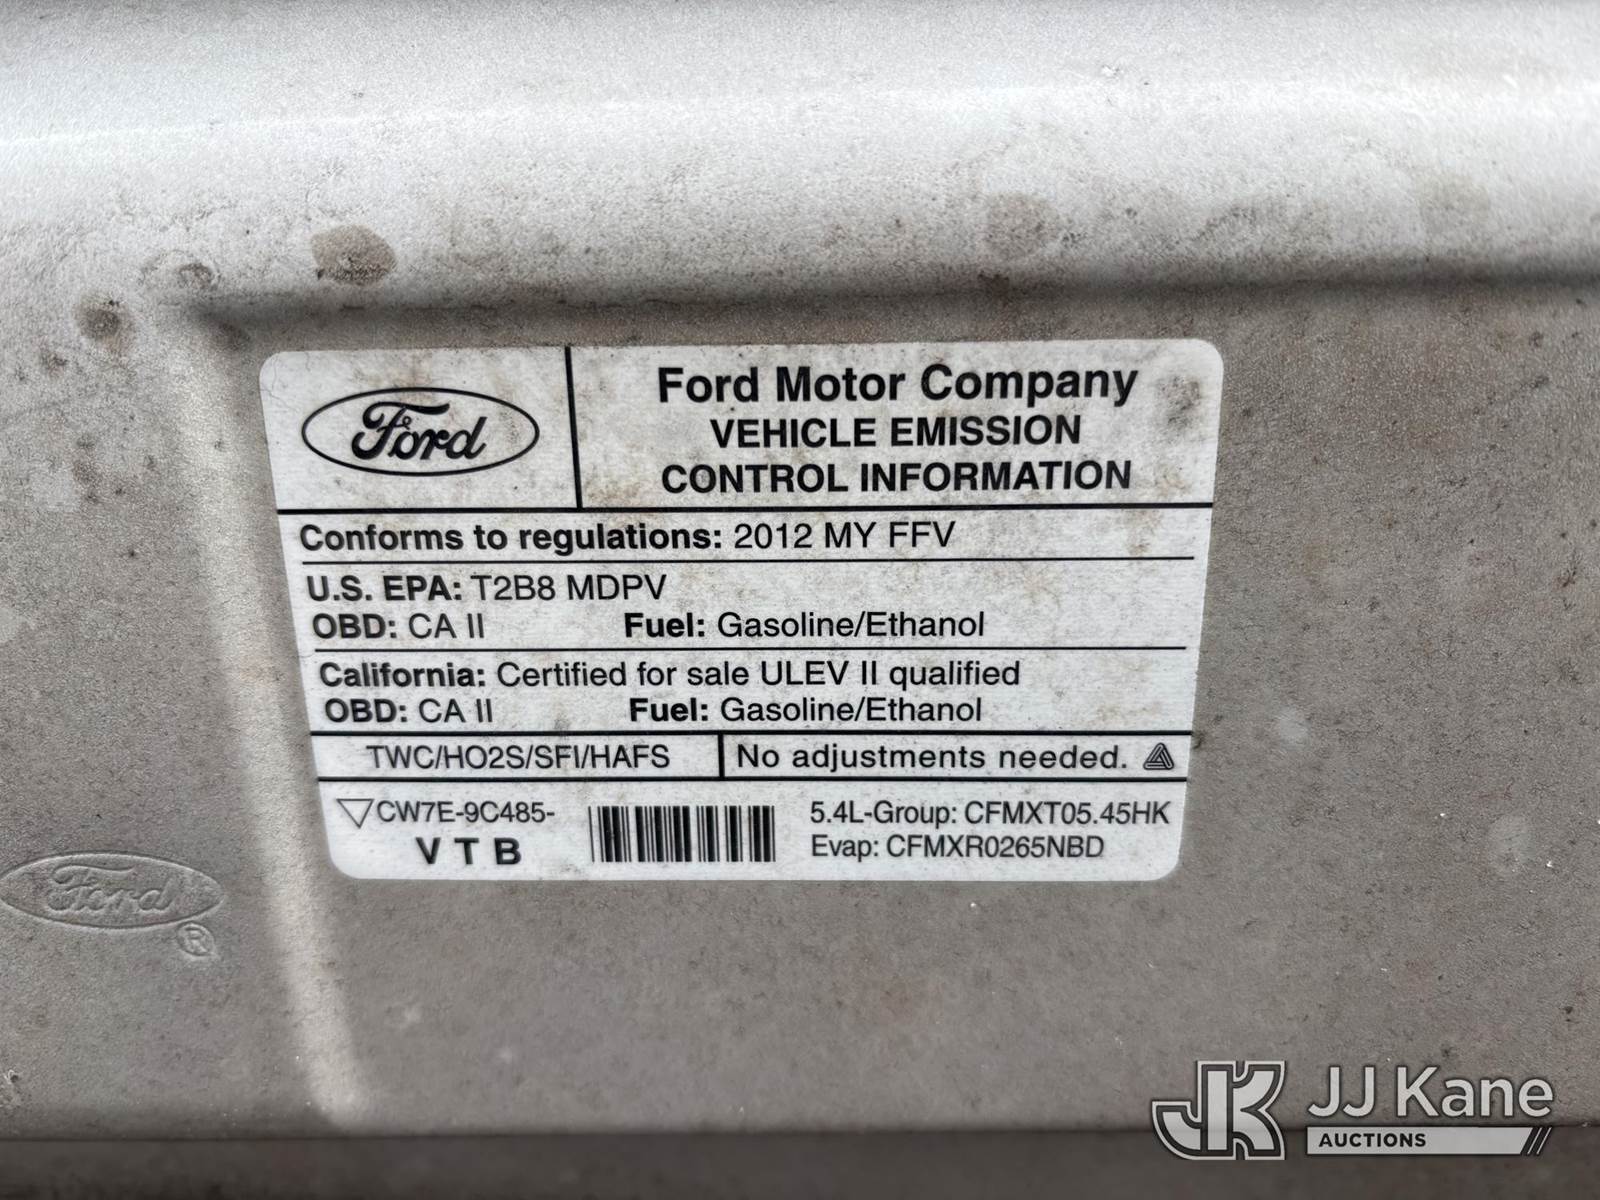 Ford
Ford Motor Company
VEHICLE EMISSION
CONTROL INFORMATION
Conforms to regulations: 2012 MY FFV
U.S. EPA: T2B8 MDPV
OBD: CA II Fuel: Gasoline/Ethanol
California: Certified for sale ULEV II qualified
OBD: CA II Fuel: Gasoline/Ethanol
TWC/HO2S/SFI/HAFS No adjustments needed.
CW7E-9C485-
V T B
5.4L-Group: CFMXT05.45HK
Evap: CFMXR0265NBD
Ford ®
JK JJ Kane
AUCTIONS